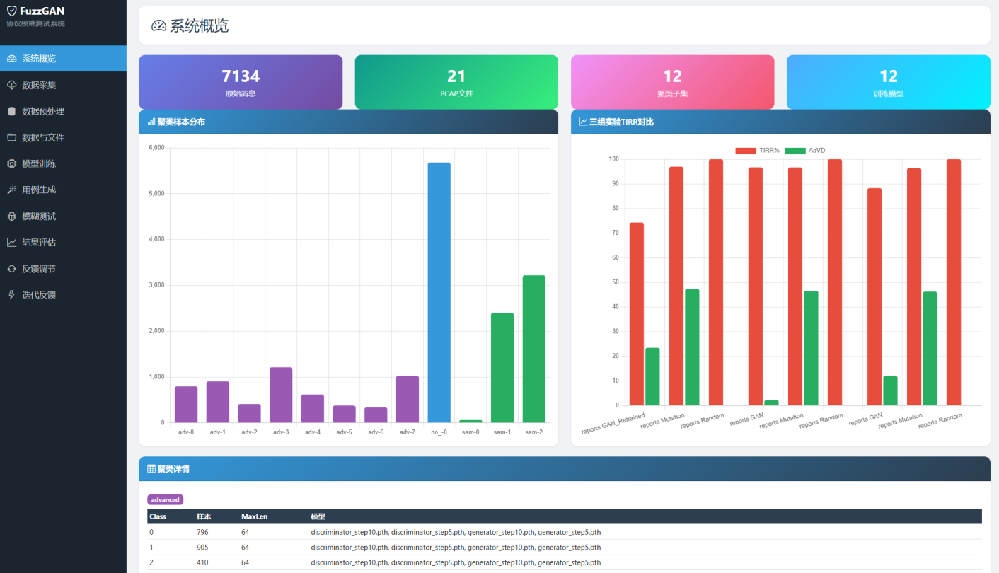 FuzzGAN
协议模糊测试系统
系统概览
数据采集
数据预处理
数据与文件
模型训练
用例生成
模糊测试
结果评估
反馈调节
迭代反馈
系统概览
7134
原始消息
21
PCAP文件
12
聚类子集
12
训练模型
聚类样本分布
6,000
5,000
4,000
3,000
2,000
1,000
0
adv-0 adv-1 adv-2 adv-3 adv-4 adv-5 adv-6 adv-7 no_-0 sam-0 sam-1 sam-2
三组实验TIRR对比
TIRR% AoVD
100
90
80
70
60
50
40
30
20
10
0
reports GAN_Retrained reports Mutation reports Random reports GAN reports Mutation reports Random reports GAN reports Mutation reports Random
聚类详情
advanced
Class 样本 MaxLen 模型
0 796 64 discriminator_step10.pth, discriminator_step5.pth, generator_step10.pth, generator_step5.pth
1 905 64 discriminator_step10.pth, discriminator_step5.pth, generator_step10.pth, generator_step5.pth
2 410 64 discriminator_step10.pth, discriminator_step5.pth, generator_step10.pth, generator_step5.pth